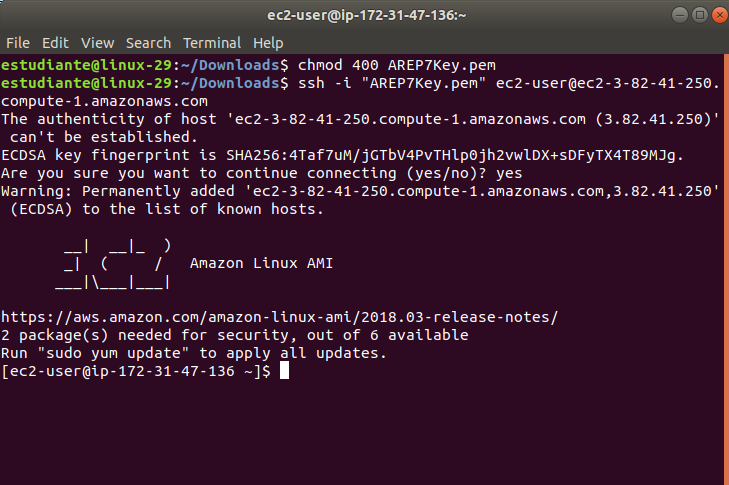 ec2-user@ip-172-31-47-136:~
File Edit View Search Terminal Help
estudiante@linux-29:~/Downloads$ chmod 400 AREP7Key.pem
estudiante@linux-29:~/Downloads$ ssh -i "AREP7Key.pem" ec2-user@ec2-3-82-41-250.
compute-1.amazonaws.com
The authenticity of host 'ec2-3-82-41-250.compute-1.amazonaws.com (3.82.41.250)'
 can't be established.
ECDSA key fingerprint is SHA256:4Taf7uM/jGTbV4PvTHlp0jh2vwlDX+sDFyTX4T89MJg.
Are you sure you want to continue connecting (yes/no)? yes
Warning: Permanently added 'ec2-3-82-41-250.compute-1.amazonaws.com,3.82.41.250'
 (ECDSA) to the list of known hosts.

       __|  __|_  )
       _|  (     /   Amazon Linux AMI
      ___|\___|___|

https://aws.amazon.com/amazon-linux-ami/2018.03-release-notes/
2 package(s) needed for security, out of 6 available
Run "sudo yum update" to apply all updates.
[ec2-user@ip-172-31-47-136 ~]$